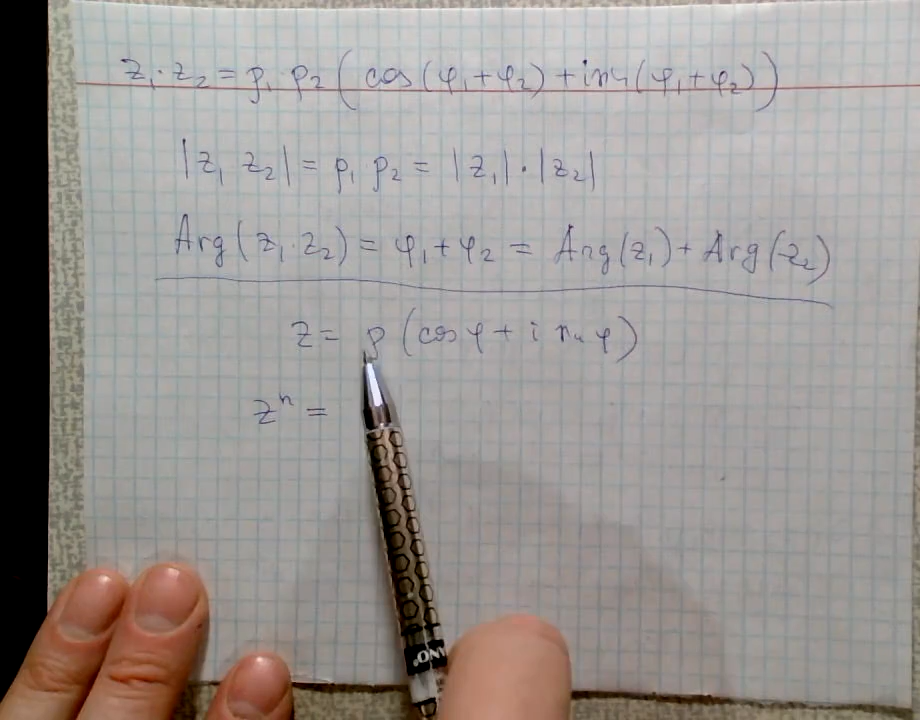 z₁·z₂ = ρ₁·ρ₂(cos(φ₁+φ₂) + i sin(φ₁+φ₂))
|z₁ z₂| = ρ₁ ρ₂ = |z₁|·|z₂|
Arg(z₁·z₂) = φ₁+φ₂ = Arg(z₁) + Arg(z₂)
z = ρ(cos φ + i sin φ)
zⁿ =